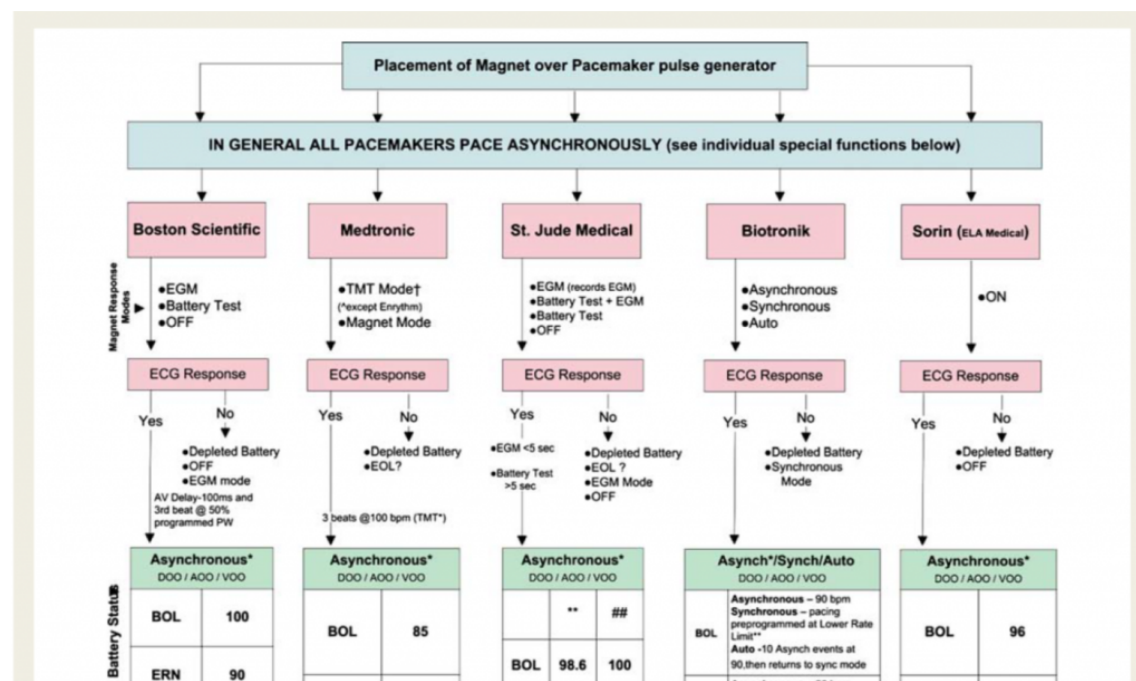 Placement of Magnet over Pacemaker pulse generator
IN GENERAL ALL PACEMAKERS PACE ASYNCHRONOUSLY (see individual special functions below)
Boston Scientific
Medtronic
St. Jude Medical
Biotronik
Sorin (ELA Medical)
Magnet Response
Modes
●EGM
●Battery Test
●OFF
●TMT Mode†
(^except Enrythm)
●Magnet Mode
●EGM (records EGM)
●Battery Test + EGM
●Battery Test
●OFF
●Asynchronous
●Synchronous
●Auto
●ON
ECG Response
ECG Response
ECG Response
ECG Response
ECG Response
Yes
No
●Depleted Battery
●OFF
●EGM mode
AV Delay-100ms and
3rd beat @ 50%
programmed PW
Yes
No
●Depleted Battery
●EOL?
3 beats @100 bpm (TMT*)
Yes
No
●EGM <5 sec
●Battery Test
>5 sec
●Depleted Battery
●EOL ?
●EGM Mode
●OFF
Yes
No
●Depleted Battery
●Synchronous
Mode
Yes
No
●Depleted Battery
●OFF
Battery Status
Asynchronous*
DOO / AOO / VOO
BOL 100
ERN 90
Asynchronous*
DOO / AOO / VOO
BOL 85
Asynchronous*
DOO / AOO / VOO
** ##
BOL 98.6 100
Asynch*/Synch/Auto
DOO / AOO / VOO
BOL
Asynchronous – 90 bpm
Synchronous – pacing
preprogrammed at Lower Rate
Limit**
Auto -10 Asynch events at
90,then returns to sync mode
Asynchronous*
DOO / AOO / VOO
BOL 96